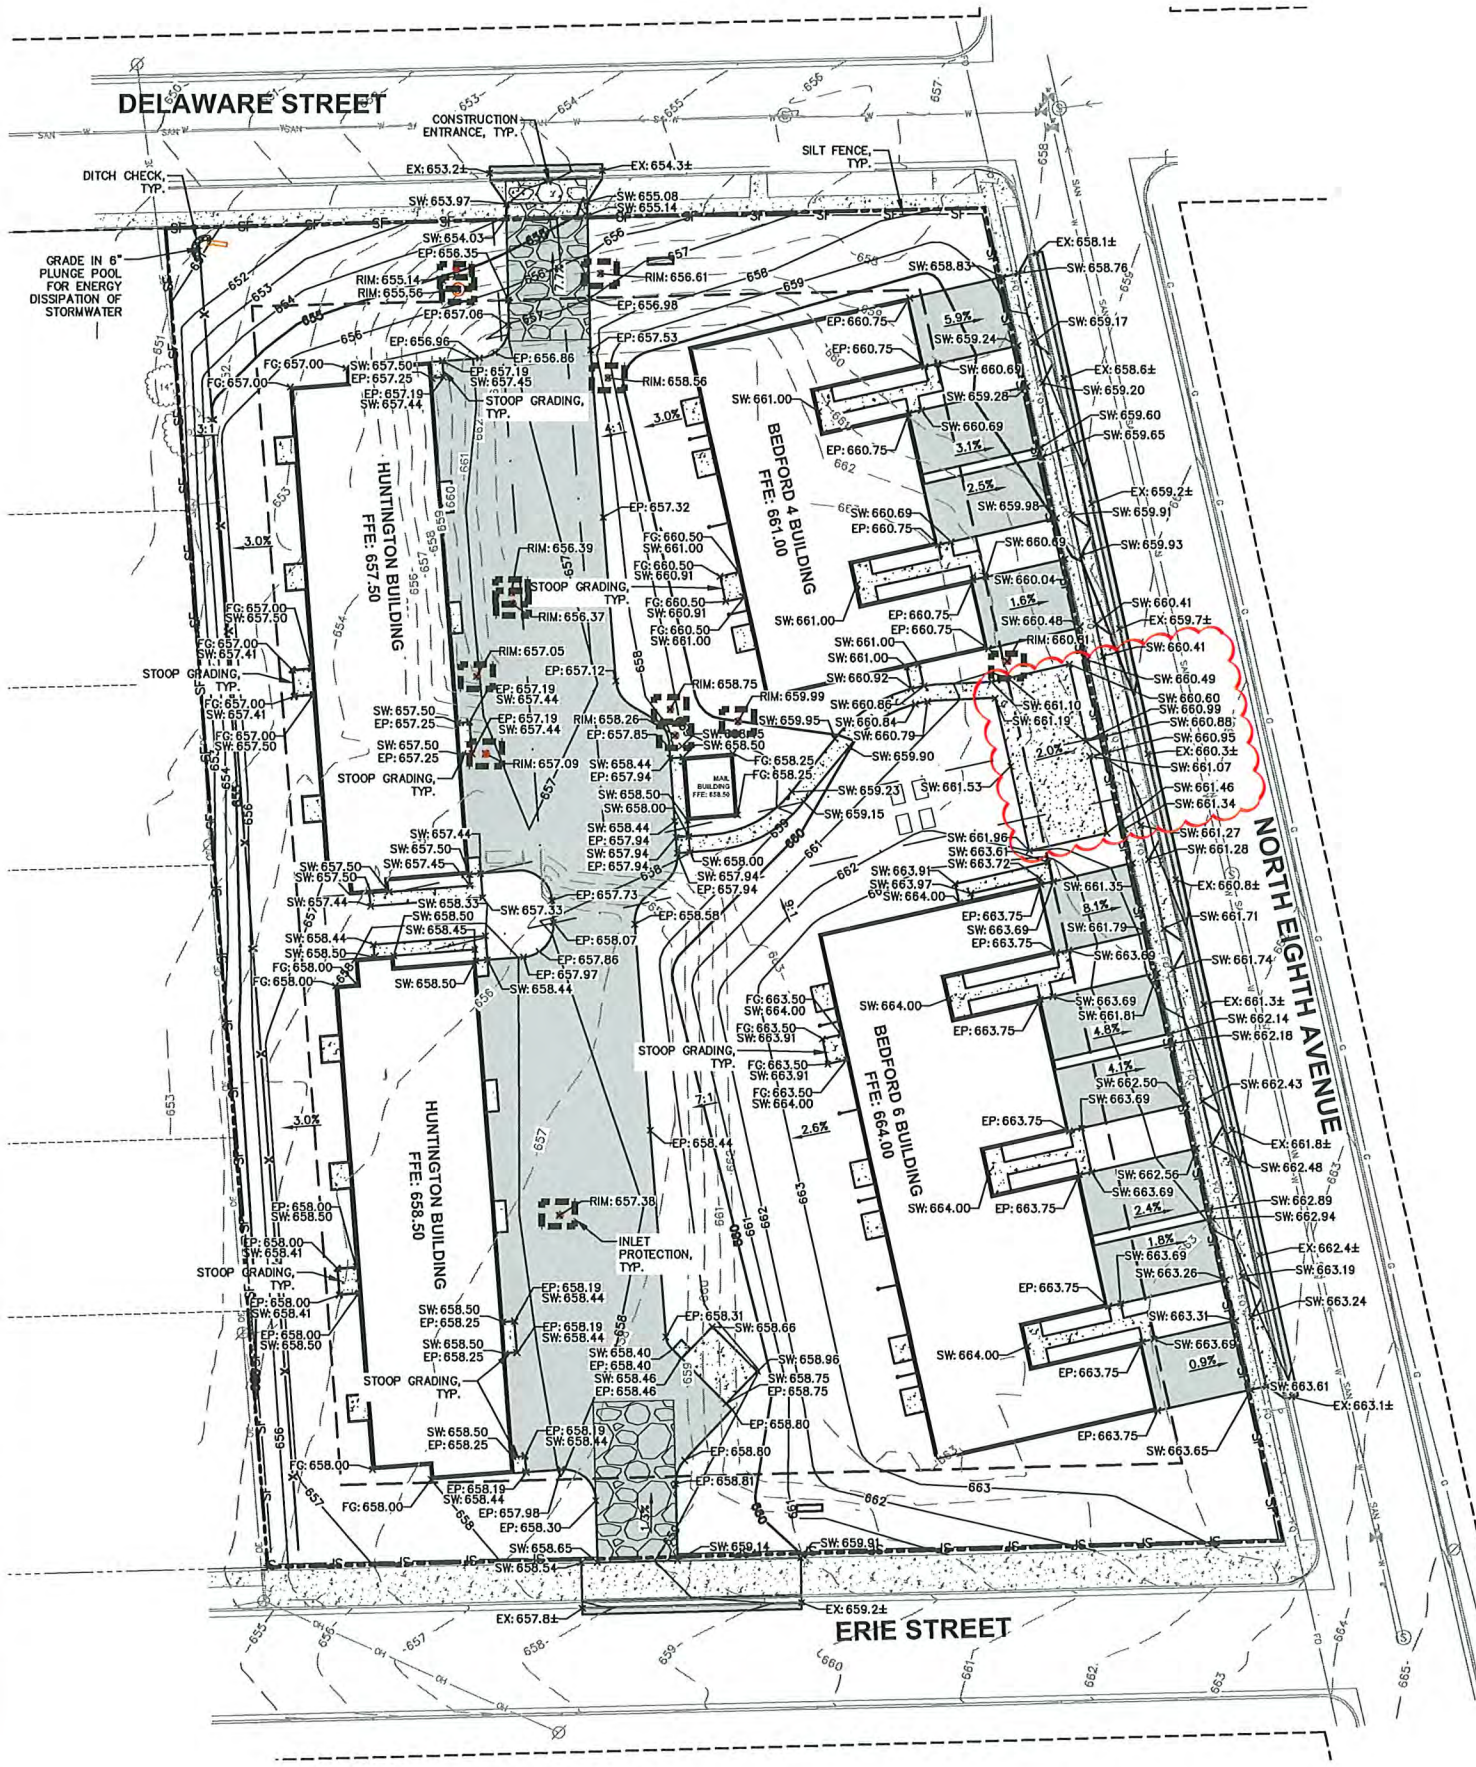 DELAWARE STREET
CONSTRUCTION
ENTRANCE, TYP.
SILT FENCE,
TYP.
DITCH CHECK,
TYP.
GRADE IN 6"
PLUNGE POOL
FOR ENERGY
DISSIPATION OF
STORMWATER
EX: 653.2±
EX: 654.3±
SW: 653.97
SW: 655.08
SW: 655.14
SW: 654.03
EP: 656.35
RIM: 655.14
RIM: 655.56
RIM: 656.61
EP: 657.06
EP: 656.98
EP: 656.96
EP: 657.53
EP: 656.86
FG: 657.00
FG: 657.00
SW: 657.50
EP: 657.25
EP: 657.19
SW: 657.45
EP: 657.19
SW: 657.44
STOOP GRADING,
TYP.
RIM: 658.56
EX: 658.1±
SW: 658.83
SW: 658.76
EP: 660.75
5.9%
SW: 659.17
SW: 659.24
EP: 660.75
SW: 660.69
EX: 658.6±
SW: 659.20
SW: 661.00
SW: 659.28
SW: 659.60
SW: 659.65
SW: 660.69
EP: 660.75
3.1%
2.5%
3:1
4:1
3.0%
HUNTINGTON BUILDING
FFE: 657.50
BEDFORD 4 BUILDING
FFE: 661.00
EX: 659.2±
SW: 659.91
SW: 659.98
SW: 660.69
EP: 660.75
SW: 659.93
SW: 660.69
SW: 660.04
1.6%
EP: 657.32
FG: 660.50
SW: 661.00
FG: 660.50
SW: 660.91
STOOP GRADING,
TYP.
FG: 660.50
SW: 660.91
FG: 660.50
SW: 661.00
RIM: 656.39
RIM: 656.37
3.0%
FG: 657.00
SW: 657.50
FG: 657.00
SW: 657.41
STOOP GRADING,
TYP.
FG: 657.00
SW: 657.41
FG: 657.00
SW: 657.50
RIM: 657.05
EP: 657.12
EP: 657.19
SW: 657.44
SW: 657.50
EP: 657.25
EP: 657.19
SW: 657.44
SW: 657.50
EP: 657.25
RIM: 657.09
STOOP GRADING,
TYP.
SW: 661.00
EP: 660.75
EP: 660.75
SW: 660.48
SW: 660.41
EX: 659.7±
RIM: 660.61
SW: 660.41
SW: 660.49
SW: 661.00
SW: 661.00
SW: 660.92
SW: 660.86
SW: 660.84
SW: 660.79
SW: 661.10
SW: 661.19
SW: 660.60
SW: 660.99
SW: 660.88
SW: 660.95
EX: 660.3±
SW: 661.07
2.0%
SW: 661.53
SW: 661.46
SW: 661.34
SW: 661.96
SW: 661.27
SW: 661.28
RIM: 658.75
RIM: 659.99
RIM: 658.26
EP: 657.85
SW: 659.95
SW: 658.50
SW: 659.90
SW: 658.44
EP: 657.94
FG: 658.25
FG: 658.25
MAIL
BUILDING
FFE: 658.50
SW: 658.50
SW: 658.00
SW: 659.23
SW: 659.15
SW: 658.44
EP: 657.94
SW: 657.94
EP: 657.94
SW: 658.00
SW: 657.94
EP: 657.94
SW: 657.44
SW: 657.50
SW: 657.50
SW: 657.45
SW: 657.50
SW: 657.44
SW: 658.33
SW: 657.33
EP: 657.73
SW: 658.50
SW: 658.45
SW: 658.44
SW: 658.50
EP: 658.07
EP: 657.86
EP: 657.97
EP: 658.58
FG: 658.00
FG: 658.00
SW: 658.50
SW: 658.44
9:1
SW: 663.61
SW: 663.72
SW: 663.91
SW: 663.97
SW: 664.00
SW: 661.35
EP: 663.75
8.1%
SW: 663.69
SW: 661.79
EP: 663.75
SW: 663.69
EX: 660.8±
SW: 661.71
SW: 661.74
SW: 664.00
SW: 663.69
SW: 661.81
EP: 663.75
4.8%
EX: 661.3±
SW: 662.14
SW: 662.18
NORTH EIGHTH AVENUE
FG: 663.50
SW: 664.00
FG: 663.50
SW: 663.91
STOOP GRADING,
TYP.
FG: 663.50
SW: 663.91
FG: 663.50
SW: 664.00
BEDFORD 6 BUILDING
FFE: 664.00
7:1
2.6%
4.1%
SW: 662.50
SW: 663.69
EP: 663.75
SW: 662.43
EX: 661.8±
SW: 662.48
SW: 662.56
SW: 663.69
EP: 663.75
SW: 664.00
2.4%
SW: 662.89
SW: 662.94
1.8%
SW: 663.69
SW: 663.26
EX: 662.4±
SW: 663.19
EP: 663.75
SW: 663.31
SW: 663.24
SW: 663.69
SW: 664.00
EP: 663.75
0.9%
SW: 663.61
EX: 663.1±
EP: 663.75
SW: 663.65
3.0%
HUNTINGTON BUILDING
FFE: 658.50
EP: 658.44
RIM: 657.38
INLET
PROTECTION,
TYP.
EP: 658.00
SW: 658.50
EP: 658.00
SW: 658.41
STOOP GRADING,
TYP.
EP: 658.00
SW: 658.41
EP: 658.00
SW: 658.50
EP: 658.19
SW: 658.44
SW: 658.50
EP: 658.25
EP: 658.19
SW: 658.44
SW: 658.50
EP: 658.25
STOOP GRADING,
TYP.
EP: 658.31
SW: 658.66
SW: 658.40
EP: 658.40
SW: 658.46
EP: 658.46
SW: 658.96
SW: 658.75
EP: 658.75
EP: 658.80
EP: 658.80
EP: 658.81
SW: 658.50
EP: 658.25
EP: 658.19
SW: 658.44
FG: 658.00
FG: 658.00
EP: 658.19
SW: 658.44
EP: 657.98
EP: 658.30
1.3%
SW: 658.65
SW: 658.54
SW: 659.14
SW: 659.91
EX: 657.8±
EX: 659.2±
ERIE STREET